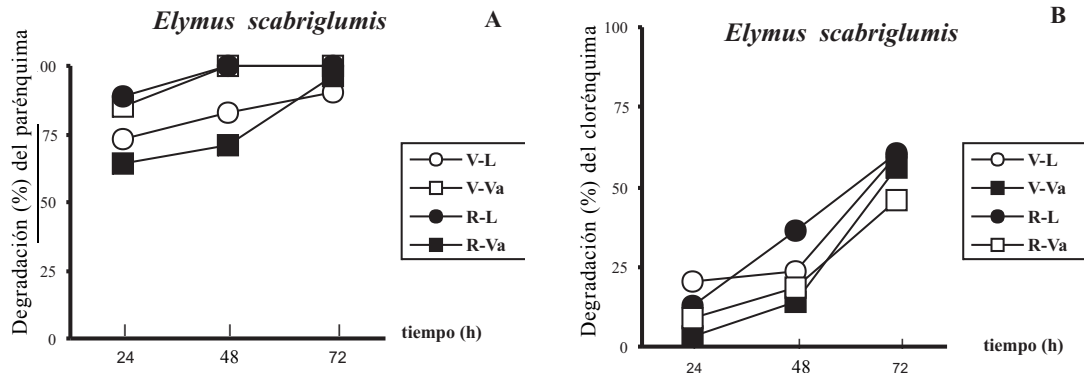 Elymus scabriglumis
A
Degradación (%) del parénquima
00
75
50
25
0
24
48
72
tiempo (h)
V-L
V-Va
R-L
R-Va
B
Elymus scabriglumis
Degradación (%) del clorénquima
100
75
50
25
0
24
48
72
tiempo (h)
V-L
V-Va
R-L
R-Va